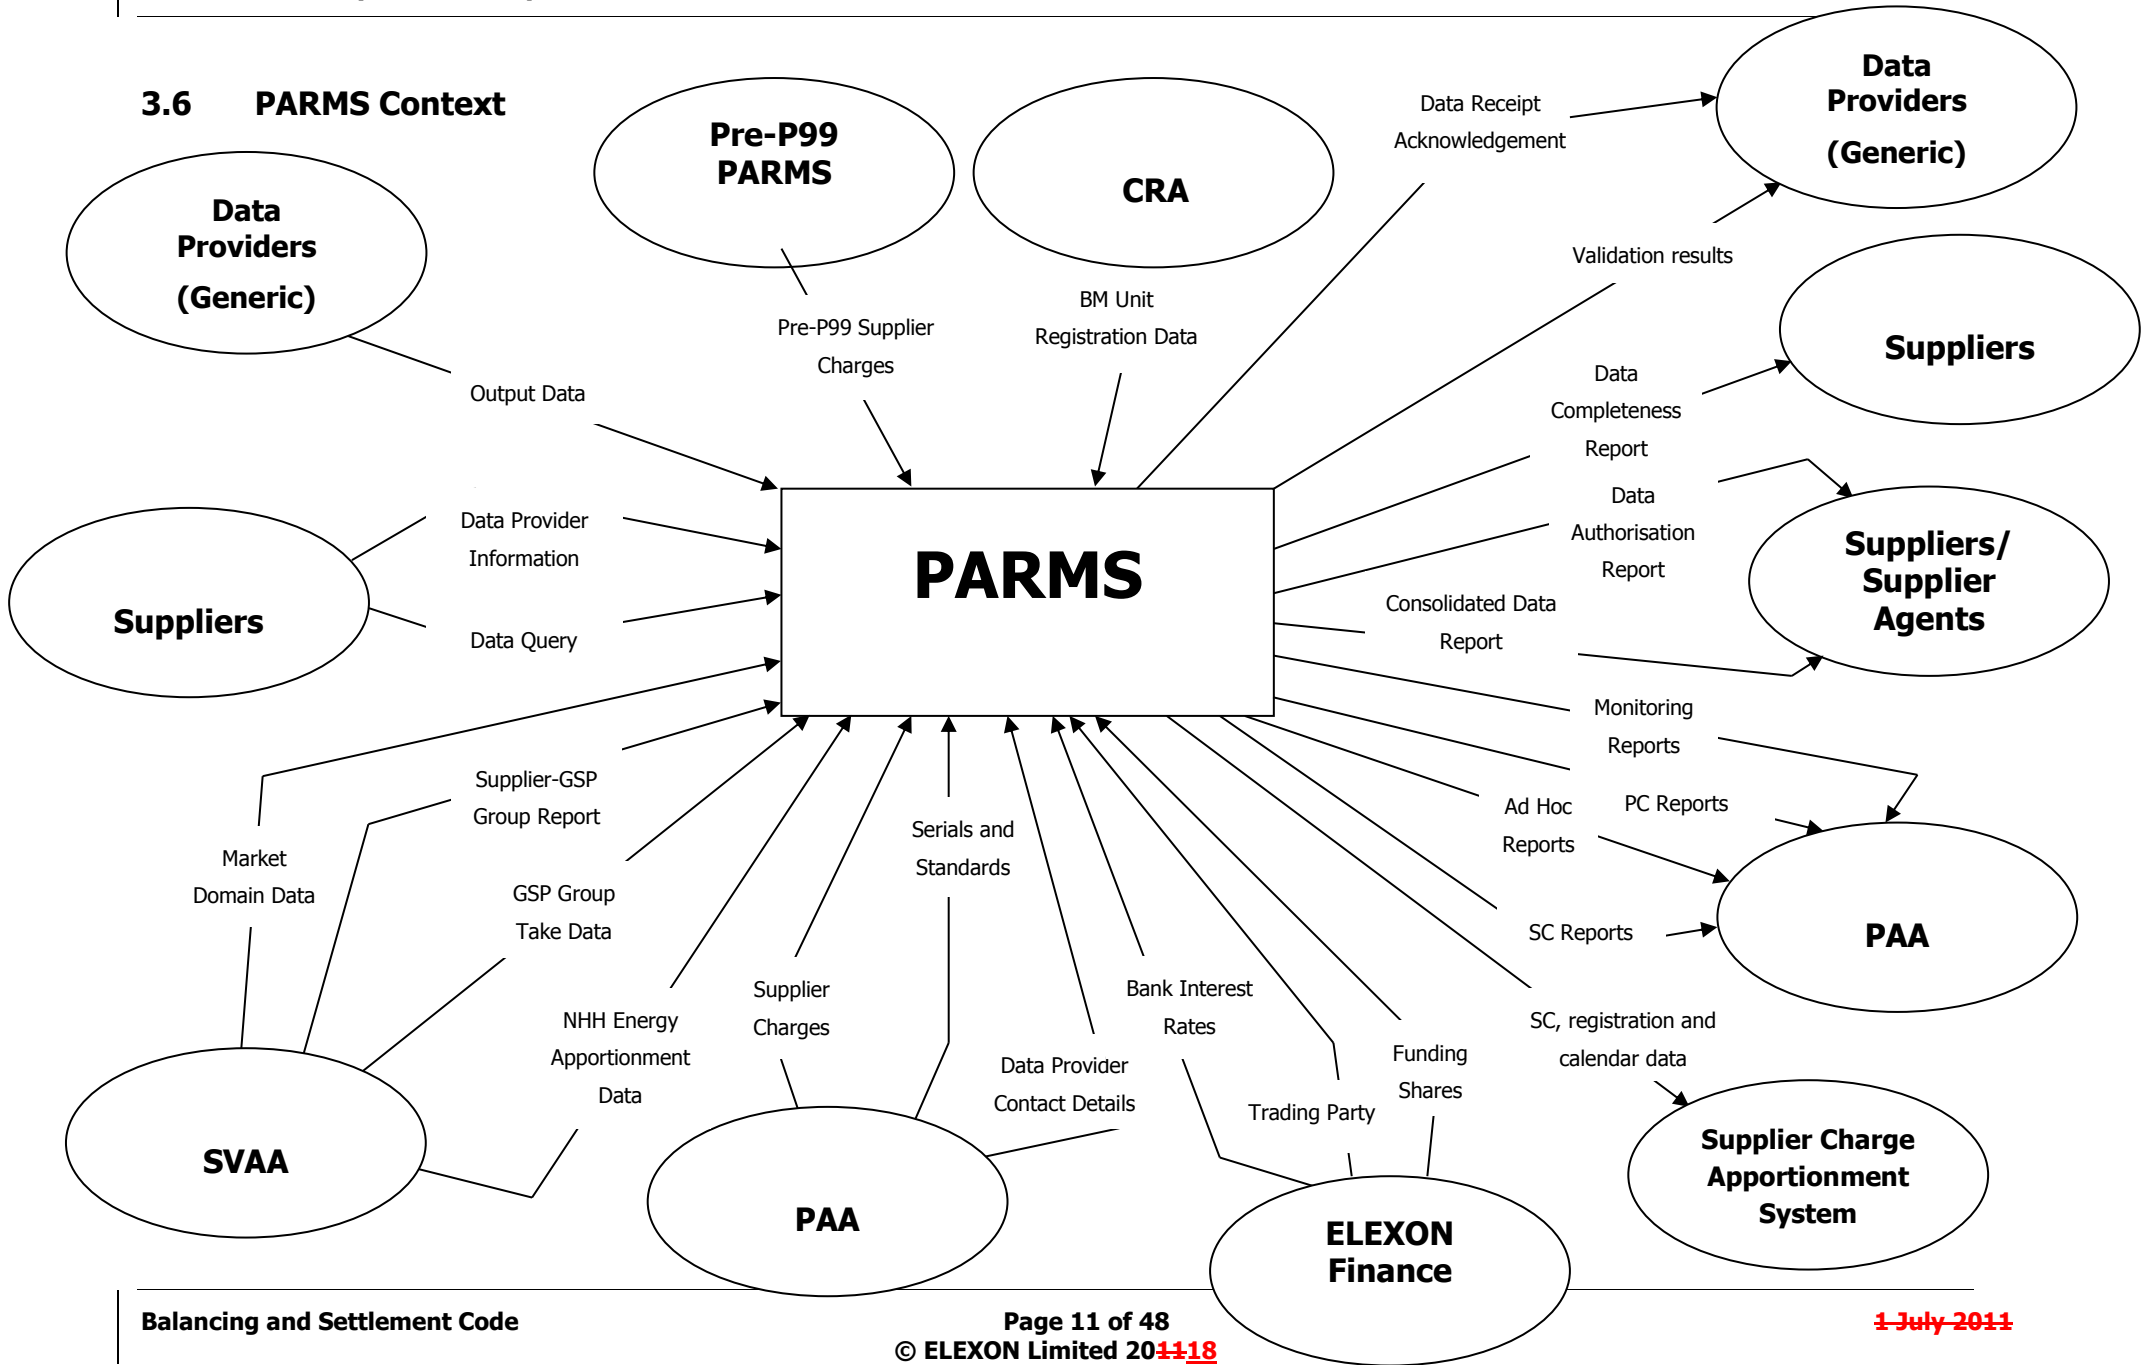 3.6 PARMS Context
Data
Providers
(Generic)
Pre-P99
PARMS
CRA
Data Receipt
Acknowledgement
Data
Providers
(Generic)
Validation results
Suppliers
Pre-P99 Supplier
Charges
BM Unit
Registration Data
Output Data
Data
Completeness
Report
Data
Authorisation
Report
Suppliers/
Supplier
Agents
Data Provider
Information
Suppliers
Data Query
PARMS
Consolidated Data
Report
Monitoring
Reports
PC Reports
Ad Hoc
Reports
SC Reports
PAA
Supplier-GSP
Group Report
Market
Domain Data
GSP Group
Take Data
NHH Energy
Apportionment
Data
Supplier
Charges
Serials and
Standards
Data Provider
Contact Details
Bank Interest
Rates
Trading Party
Funding
Shares
SC, registration and
calendar data
SVAA
PAA
ELEXON
Finance
Supplier Charge
Apportionment
System
Balancing and Settlement Code
Page 11 of 48
1 July 2011
© ELEXON Limited 201118